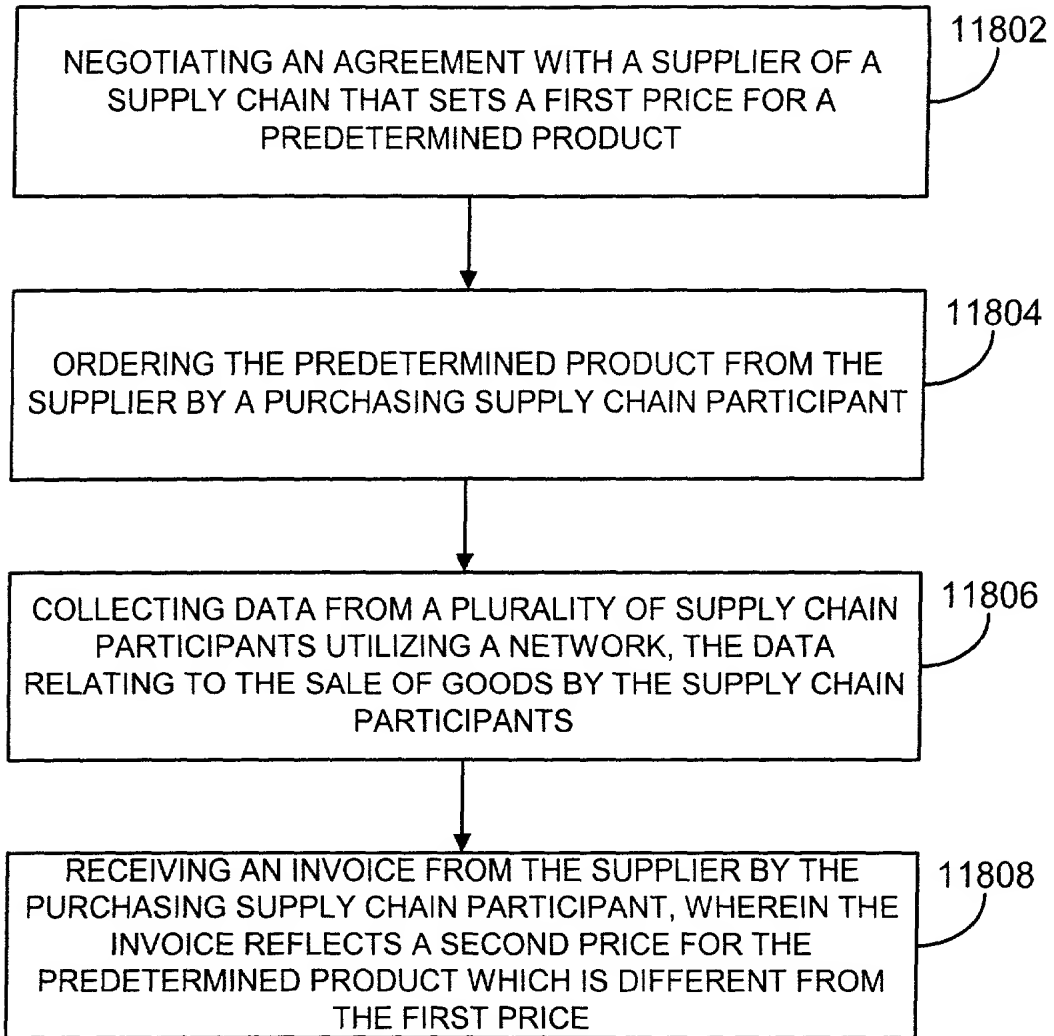 11802
NEGOTIATING AN AGREEMENT WITH A SUPPLIER OF A
SUPPLY CHAIN THAT SETS A FIRST PRICE FOR A
PREDETERMINED PRODUCT
11804
ORDERING THE PREDETERMINED PRODUCT FROM THE
SUPPLIER BY A PURCHASING SUPPLY CHAIN PARTICIPANT
11806
COLLECTING DATA FROM A PLURALITY OF SUPPLY CHAIN
PARTICIPANTS UTILIZING A NETWORK, THE DATA
RELATING TO THE SALE OF GOODS BY THE SUPPLY CHAIN
PARTICIPANTS
11808
RECEIVING AN INVOICE FROM THE SUPPLIER BY THE
PURCHASING SUPPLY CHAIN PARTICIPANT, WHEREIN THE
INVOICE REFLECTS A SECOND PRICE FOR THE
PREDETERMINED PRODUCT WHICH IS DIFFERENT FROM
THE FIRST PRICE